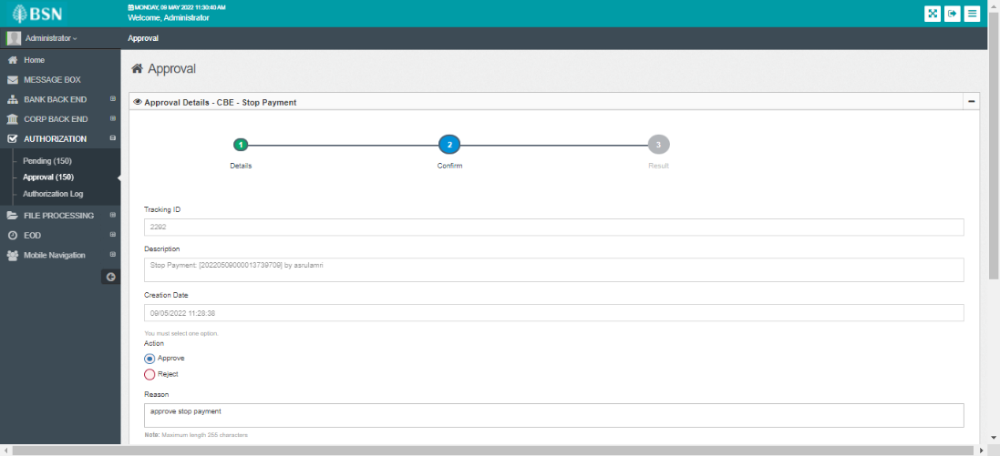 BSN
MONDAY, 09 MAY 2022 11:30:40 AM
Welcome, Administrator
Administrator
Approval
Home
MESSAGE BOX
BANK BACK END
CORP BACK END
AUTHORIZATION
Pending (150)
Approval (150)
Authorization Log
FILE PROCESSING
EOD
Mobile Navigation
Approval
Approval Details - CBE - Stop Payment
1
2
3
Details
Confirm
Result
Tracking ID
2292
Description
Stop Payment: [20220509000013739709] by asrulamri
Creation Date
09/05/2022 11:28:38
You must select one option.
Action
Approve
Reject
Reason
approve stop payment
Note: Maximum length 255 characters